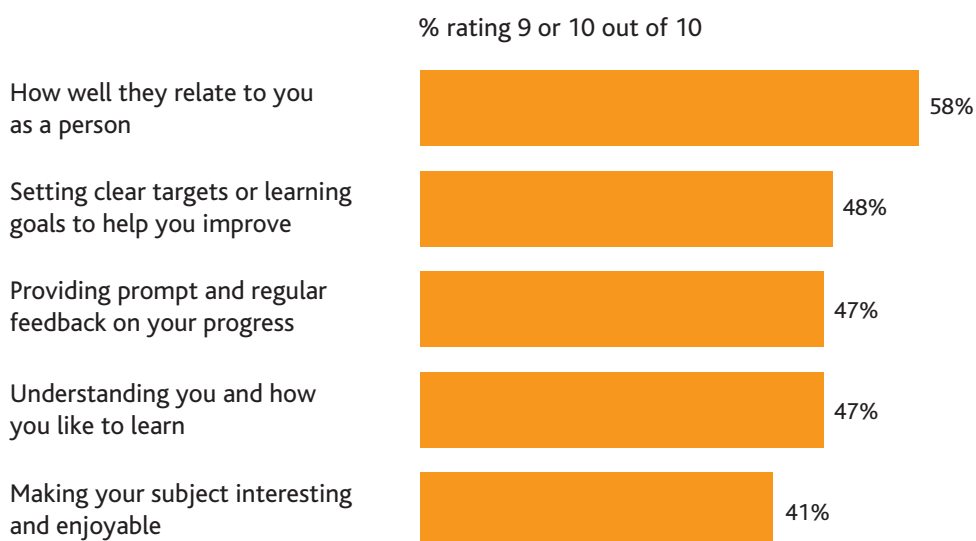 % rating 9 or 10 out of 10
How well they relate to you
as a person
58%
Setting clear targets or learning
goals to help you improve
48%
Providing prompt and regular
feedback on your progress
47%
Understanding you and how
you like to learn
47%
Making your subject interesting
and enjoyable
41%